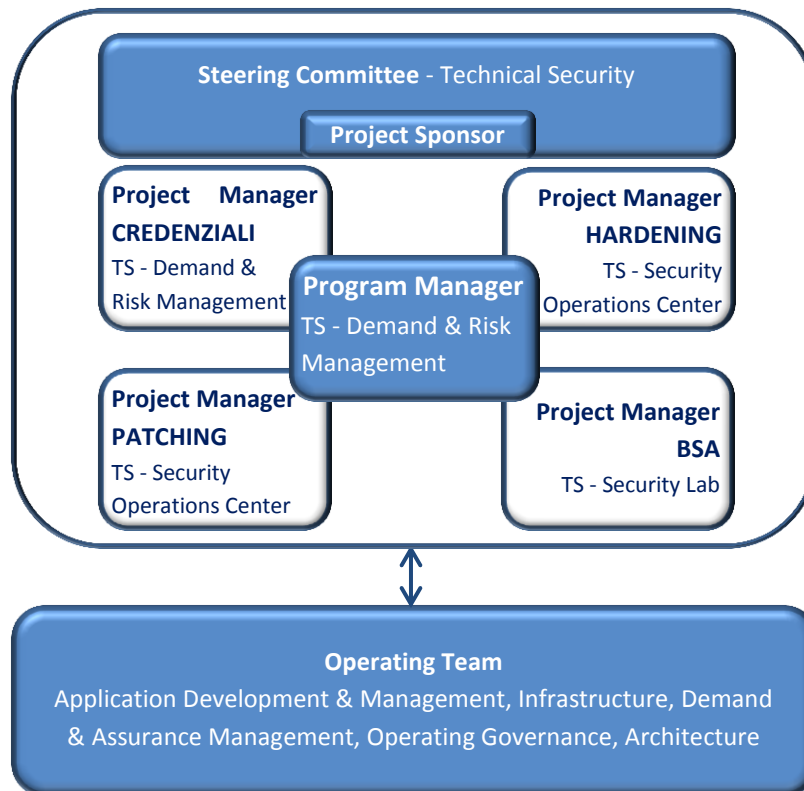 Steering Committee - Technical Security
Project Sponsor
Project Manager
CREDENZIALI
TS - Demand &
Risk Management
Project Manager
HARDENING
TS - Security
Operations Center
Program Manager
TS - Demand & Risk
Management
Project Manager
PATCHING
TS - Security
Operations Center
Project Manager
BSA
TS - Security Lab
Operating Team
Application Development & Management, Infrastructure, Demand
& Assurance Management, Operating Governance, Architecture